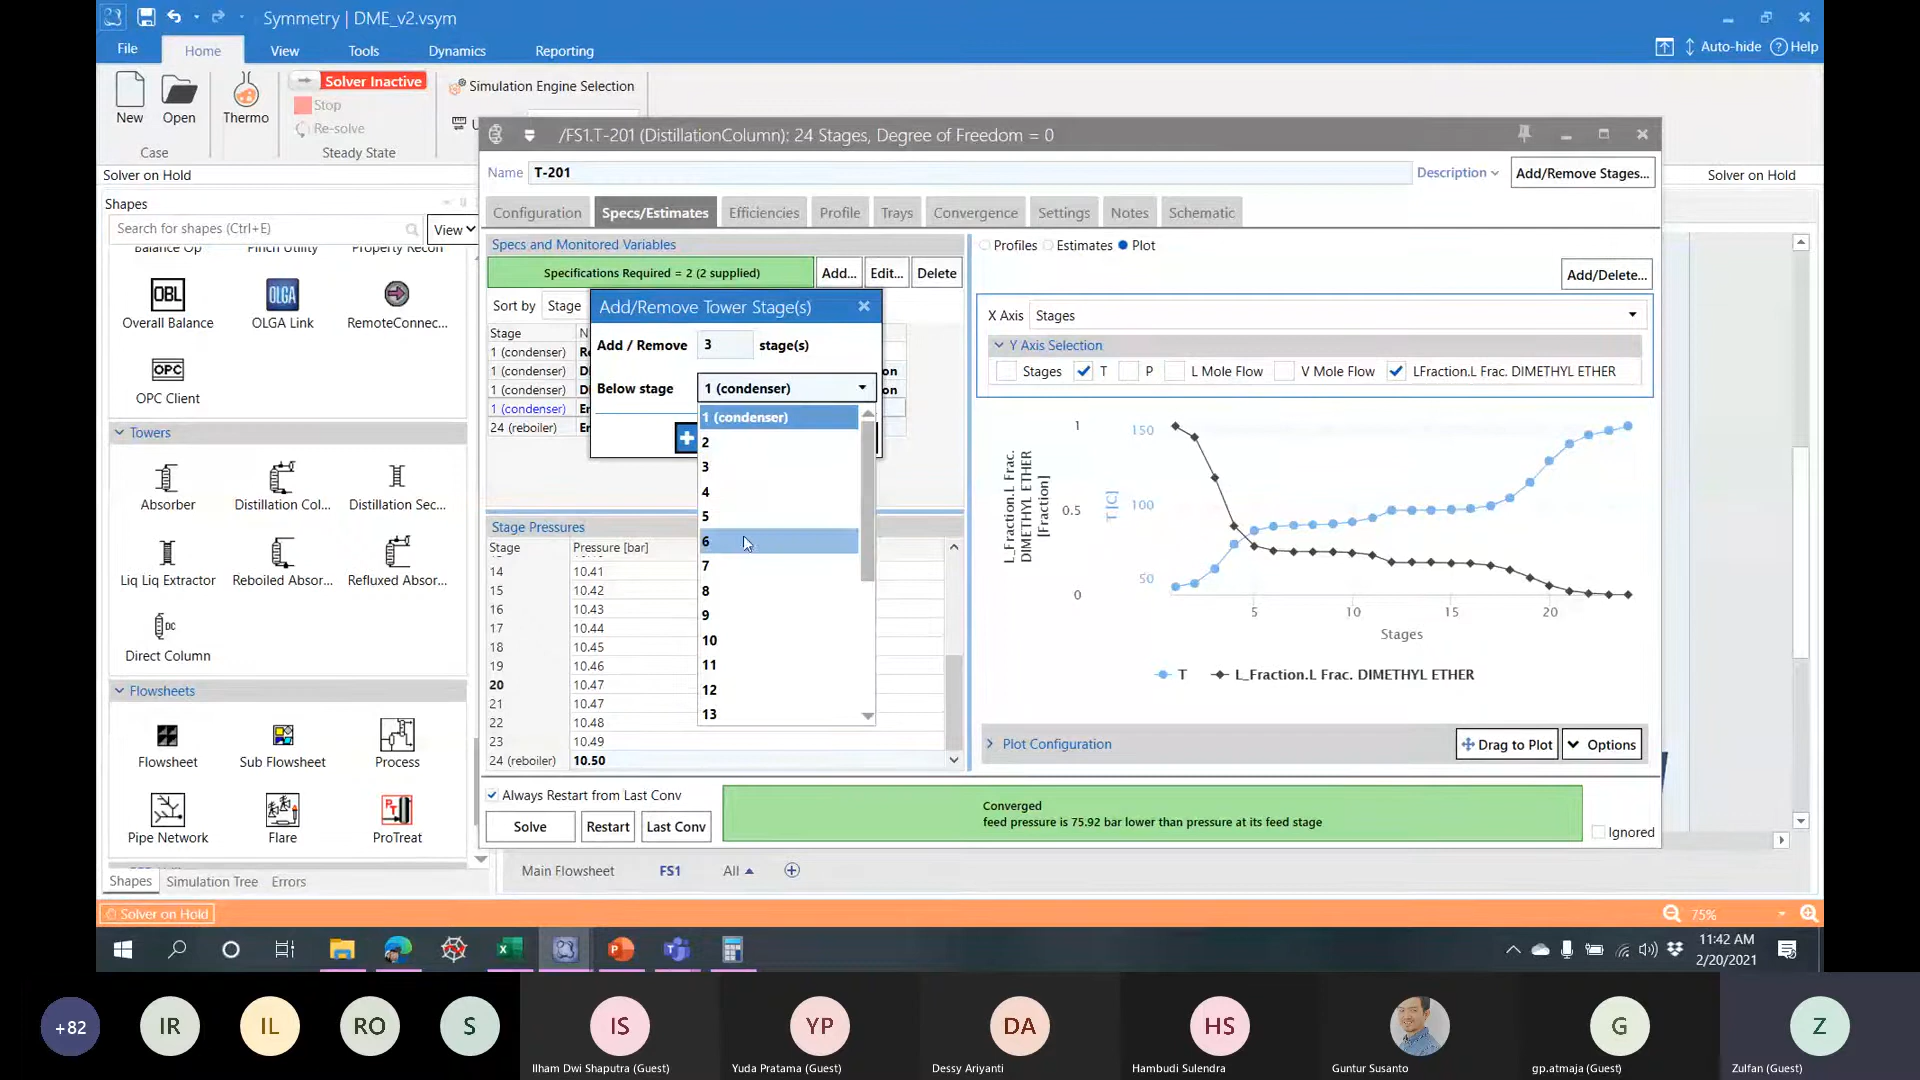 Symmetry | DME_v2.vsym
File
Home
View
Tools
Dynamics
Reporting
Auto-hide
Help
New
Open
Case
Thermo
Solver Inactive
Stop
Re-solve
Steady State
Simulation Engine Selection
Solver on Hold
Solver on Hold
Shapes
Search for shapes (Ctrl+E)
View
Balance Op
Pinch Utility
Property Recon
OBL
OLGA
Overall Balance
OLGA Link
RemoteConnec...
OPC
OPC Client
Towers
Absorber
Distillation Col...
Distillation Sec...
Liq Liq Extractor
Reboiled Absor...
Refluxed Absor...
DC
Direct Column
Flowsheets
Flowsheet
Sub Flowsheet
Process
PT
Pipe Network
Flare
ProTreat
Shapes
Simulation Tree
Errors
/FS1.T-201 (DistillationColumn); 24 Stages, Degree of Freedom = 0
Name
T-201
Description
Add/Remove Stages...
Configuration
Specs/Estimates
Efficiencies
Profile
Trays
Convergence
Settings
Notes
Schematic
Specs and Monitored Variables
Specifications Required = 2 (2 supplied)
Add...
Edit...
Delete
Sort by
Stage
Stage
1 (condenser)
1 (condenser)
1 (condenser)
1 (condenser)
24 (reboiler)
Add/Remove Tower Stage(s)
Add / Remove
3
stage(s)
Below stage
1 (condenser)
1 (condenser)
2
3
4
5
6
7
8
9
10
11
12
13
Stage Pressures
Stage
Pressure [bar]
14
10.41
15
10.42
16
10.43
17
10.44
18
10.45
19
10.46
20
10.47
21
10.47
22
10.48
23
10.49
24 (reboiler)
10.50
Profiles
Estimates
Plot
Add/Delete...
X Axis
Stages
Y Axis Selection
Stages
T
P
L Mole Flow
V Mole Flow
LFraction.L Frac. DIMETHYL ETHER
L_Fraction.L Frac.
DIMETHYL ETHER
[Fraction]
1
0.5
0
T [C]
150
100
50
5
10
15
20
Stages
T
L_Fraction.L Frac. DIMETHYL ETHER
Plot Configuration
Drag to Plot
Options
Always Restart from Last Conv
Solve
Restart
Last Conv
Converged
feed pressure is 75.92 bar lower than pressure at its feed stage
Ignored
Main Flowsheet
FS1
All
Solver on Hold
75%
11:42 AM
2/20/2021
+82
IR
IL
RO
S
IS
Ilham Dwi Shaputra (Guest)
YP
Yuda Pratama (Guest)
DA
Dessy Ariyanti
HS
Hambudi Sulendra
Guntur Susanto
G
gp.atmaja (Guest)
Z
Zulfan (Guest)